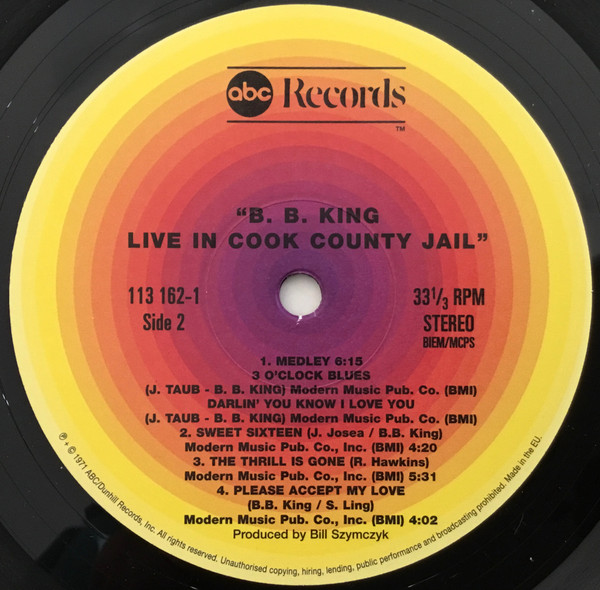 abc Records
TM
"B. B. KING
LIVE IN COOK COUNTY JAIL"
113 162-1
Side 2
33⅓ RPM
STEREO
BIEM/MCPS
1. MEDLEY 6:15
3 O'CLOCK BLUES
(J. TAUB - B. B. KING) Modern Music Pub. Co. (BMI)
DARLIN' YOU KNOW I LOVE YOU
(J. TAUB - B. B. KING) Modern Music Pub. Co. (BMI)
2. SWEET SIXTEEN (J. Josea / B.B. King)
Modern Music Pub. Co., Inc. (BMI) 4:20
3. THE THRILL IS GONE (R. Hawkins)
Modern Music Pub. Co., Inc. (BMI) 5:31
4. PLEASE ACCEPT MY LOVE
(B.B. King / S. Ling)
Modern Music Pub. Co., Inc. (BMI) 4:02
Produced by Bill Szymczyk
℗ + © 1971 ABC/Dunhill Records, Inc. All rights reserved. Unauthorised copying, hiring, lending, public performance and broadcasting prohibited. Made in the EU.